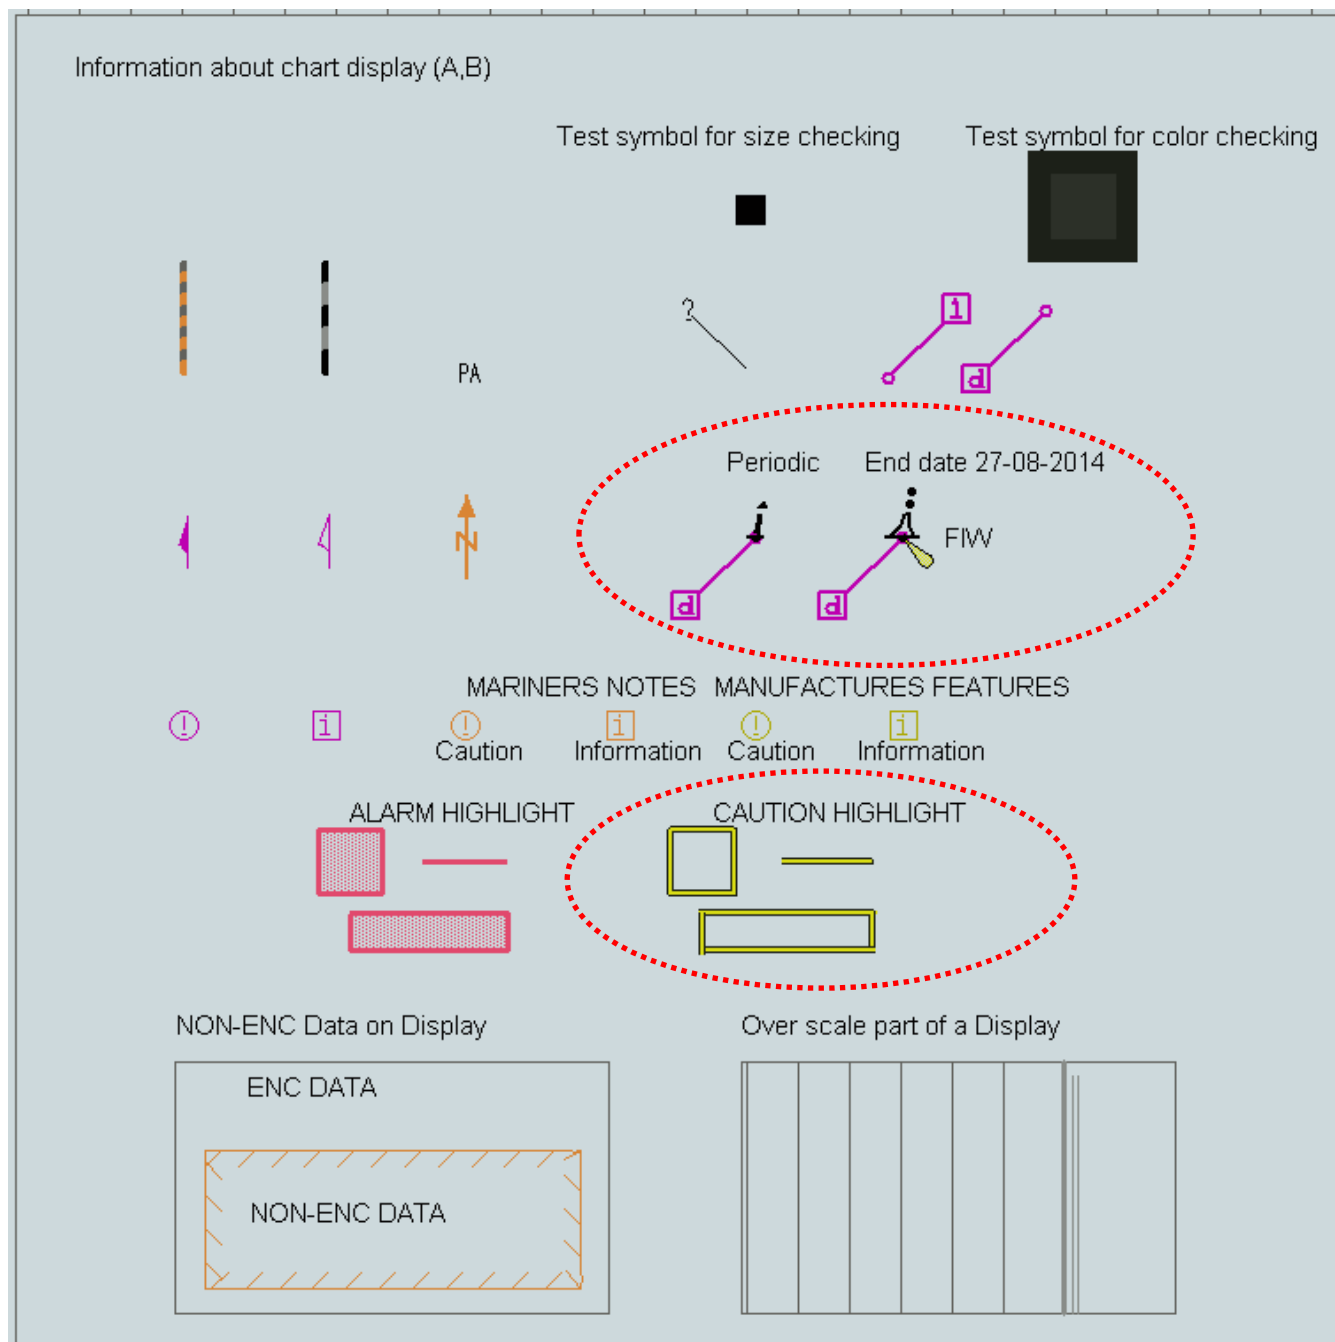 Information about chart display (A,B)
Test symbol for size checking
Test symbol for color checking
?
i
PA
d
Periodic
End date 27-08-2014
N
FlW
d
d
MARINERS NOTES
MANUFACTURES FEATURES
!
i
!
i
!
i
Caution
Information
Caution
Information
ALARM HIGHLIGHT
CAUTION HIGHLIGHT
NON-ENC Data on Display
Over scale part of a Display
ENC DATA
NON-ENC DATA